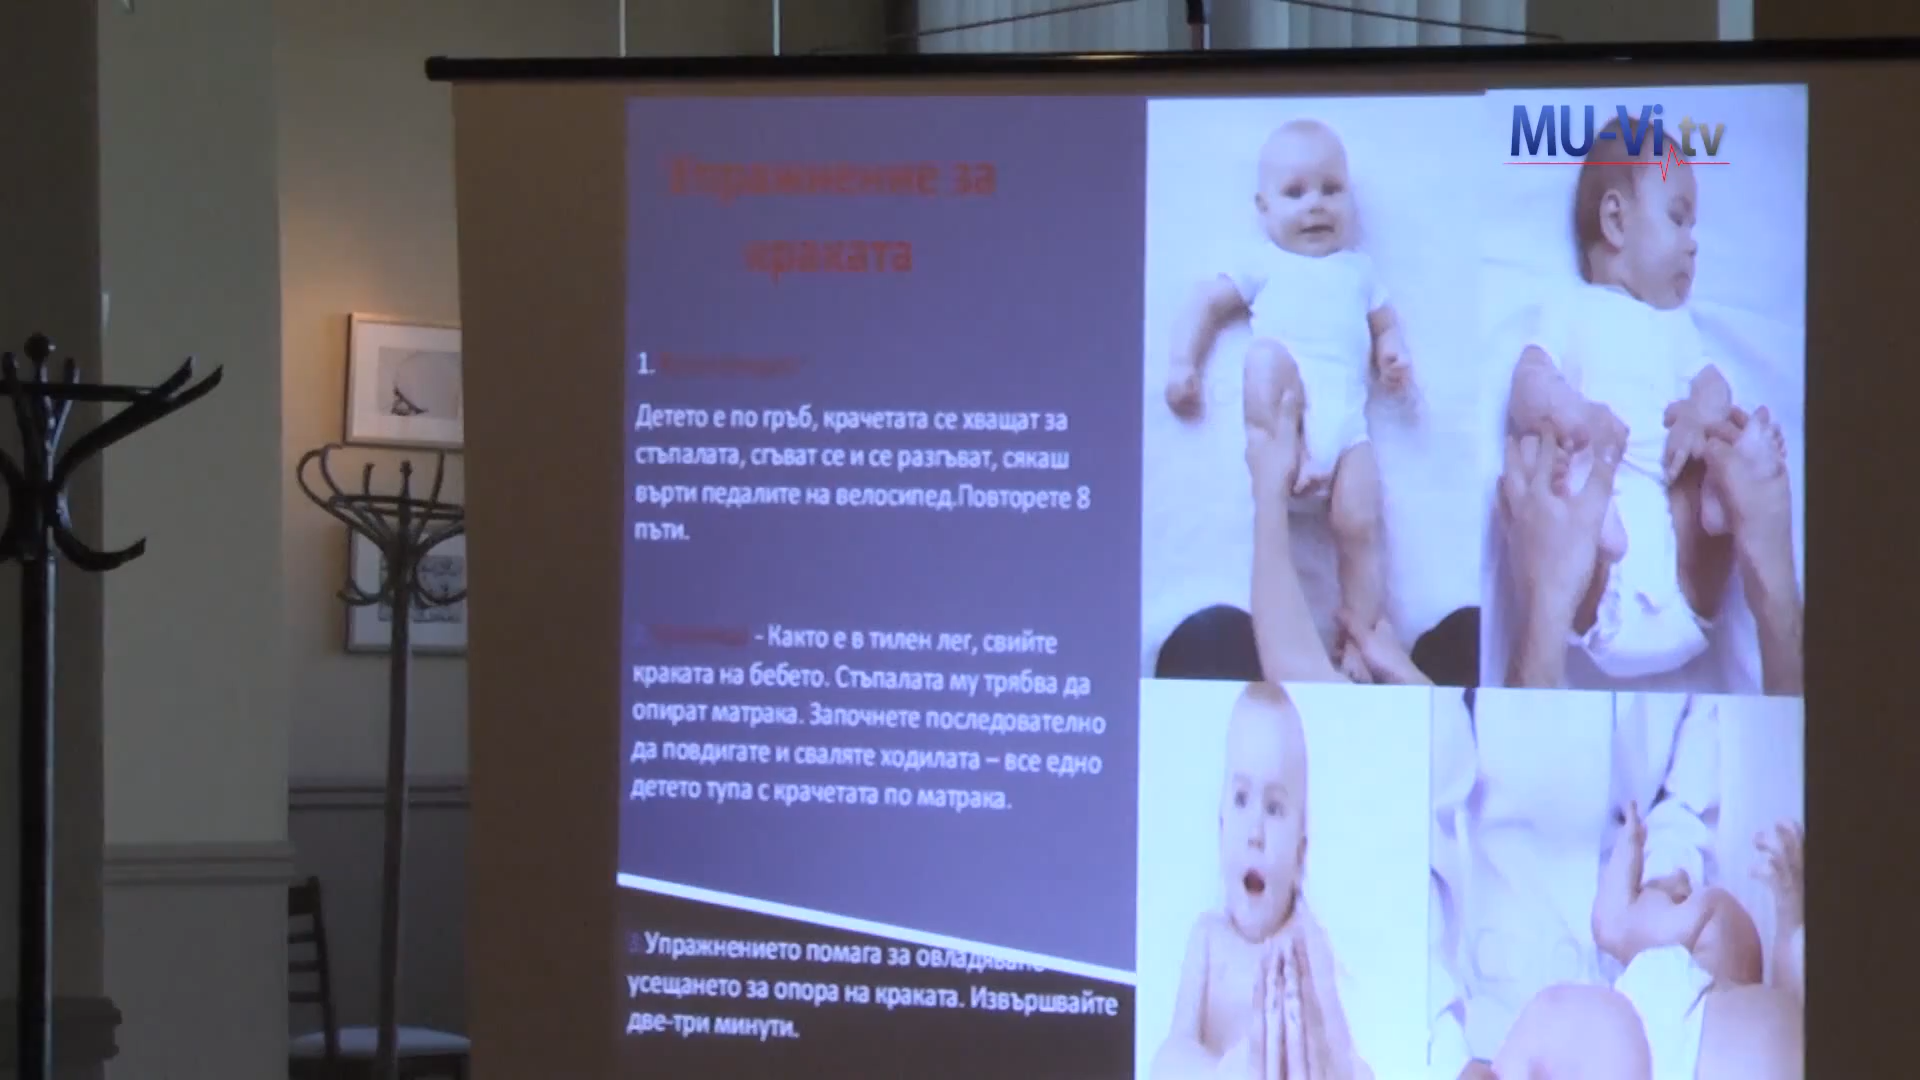 MU-Vi.tv
Упражнение за
краката
1.
Детето е по гръб, крачетата се хващат за
стъпалата, сгъват се и се разгъват, сякаш
върти педалите на велосипед.Повторете 8
пъти.
- Както е в тилен лег, свийте
краката на бебето. Стъпалата му трябва да
опират матрака. Започнете последователно
да повдигате и сваляте ходилата – все едно
детето тупа с крачетата по матрака.
3 Упражнението помага за овладяване
усещането за опора на краката. Извършвайте
две-три минути.